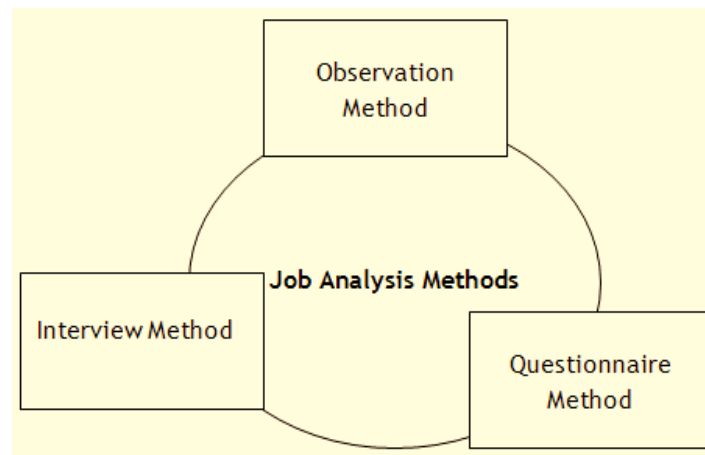 Observation
Method
Job Analysis Methods
Interview Method
Questionnaire
Method